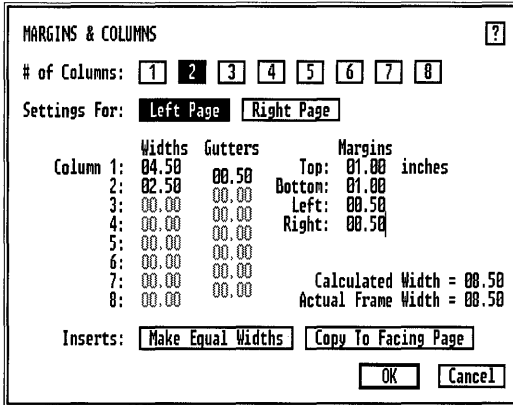 MARGINS & COLUMNS ?
# of Columns: 1 2 3 4 5 6 7 8
Settings For: Left Page Right Page
Widths Gutters Margins
Column 1: 04.50 00.50 Top: 01.00 inches
2: 02.50 00.00 Bottom: 01.00
3: 00.00 00.00 Left: 00.50
4: 00.00 00.00 Right: 00.50
5: 00.00 00.00
6: 00.00 00.00
7: 00.00 00.00 Calculated Width = 08.50
8: 00.00 Actual Frame Width = 08.50
Inserts: Make Equal Widths Copy To Facing Page
OK Cancel